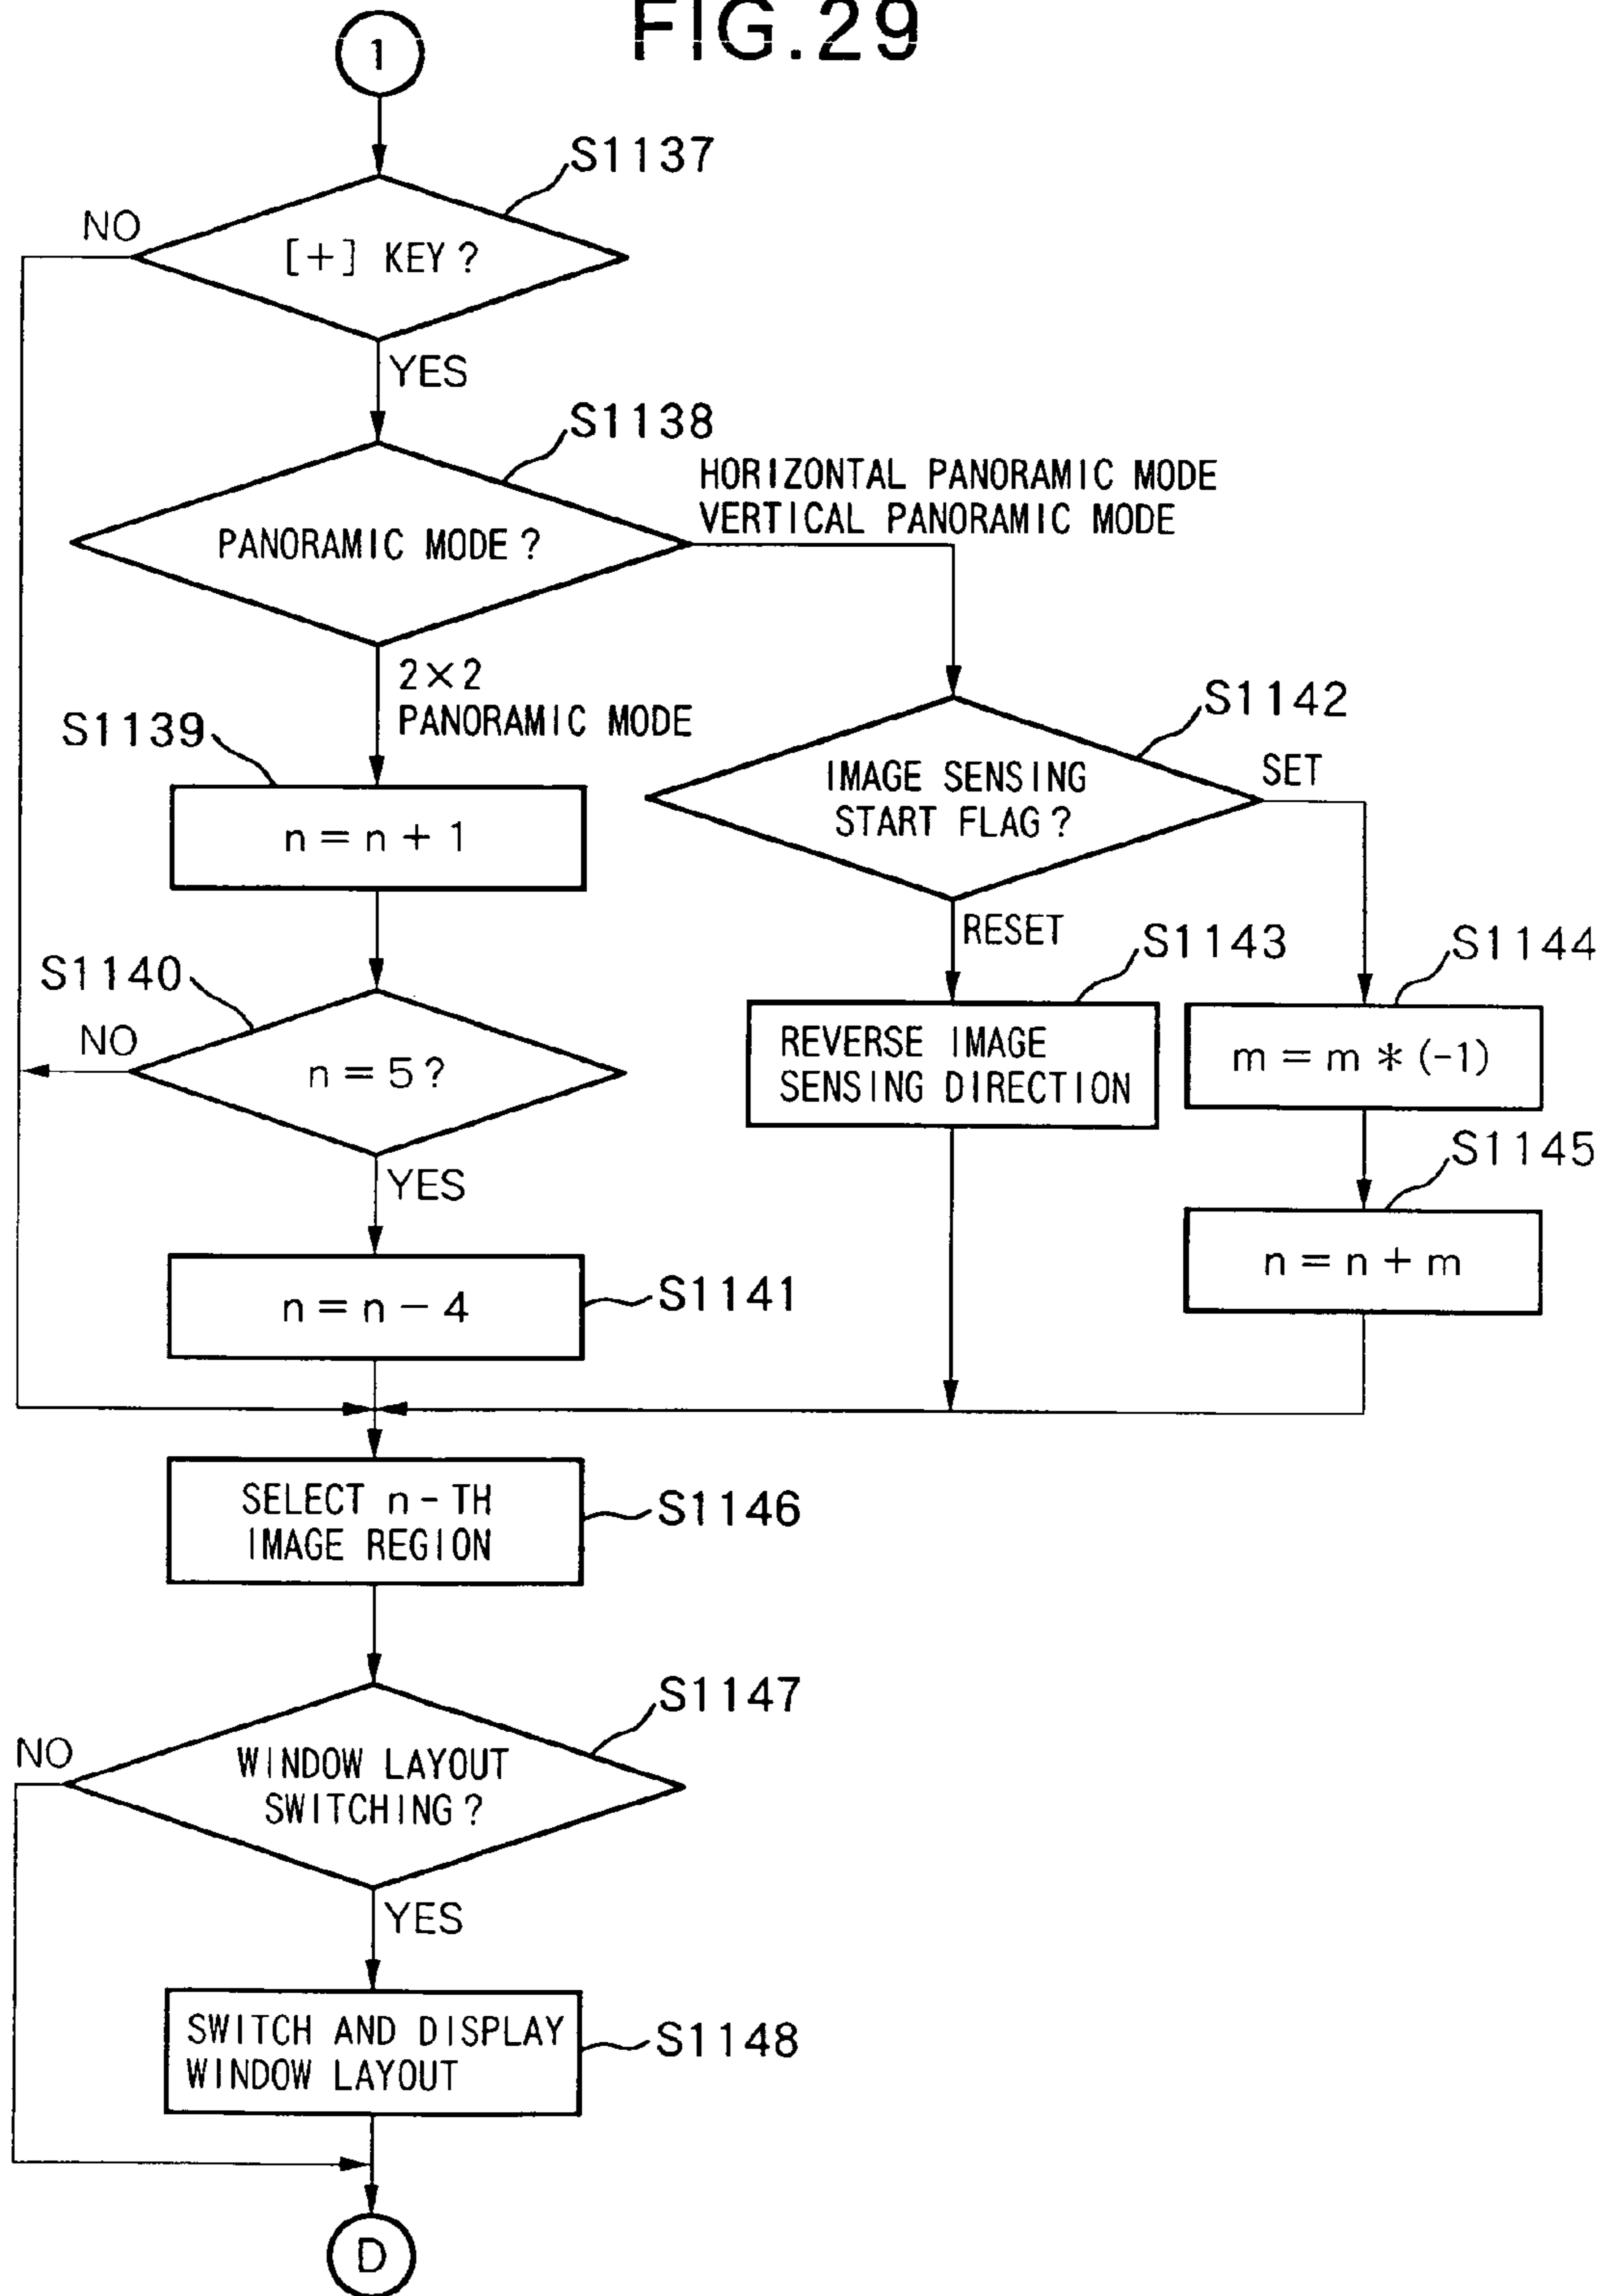 FIG.29
1
S1137
NO
[+] KEY?
YES
S1138
HORIZONTAL PANORAMIC MODE
VERTICAL PANORAMIC MODE
PANORAMIC MODE?
2×2
PANORAMIC MODE
S1139
n = n + 1
S1142
IMAGE SENSING
START FLAG?
SET
RESET
S1140
NO
n = 5?
YES
S1143
REVERSE IMAGE
SENSING DIRECTION
S1144
m = m * (-1)
S1145
n = n + m
n = n - 4
S1141
SELECT n-TH
IMAGE REGION
S1146
S1147
NO
WINDOW LAYOUT
SWITCHING?
YES
SWITCH AND DISPLAY
WINDOW LAYOUT
S1148
D